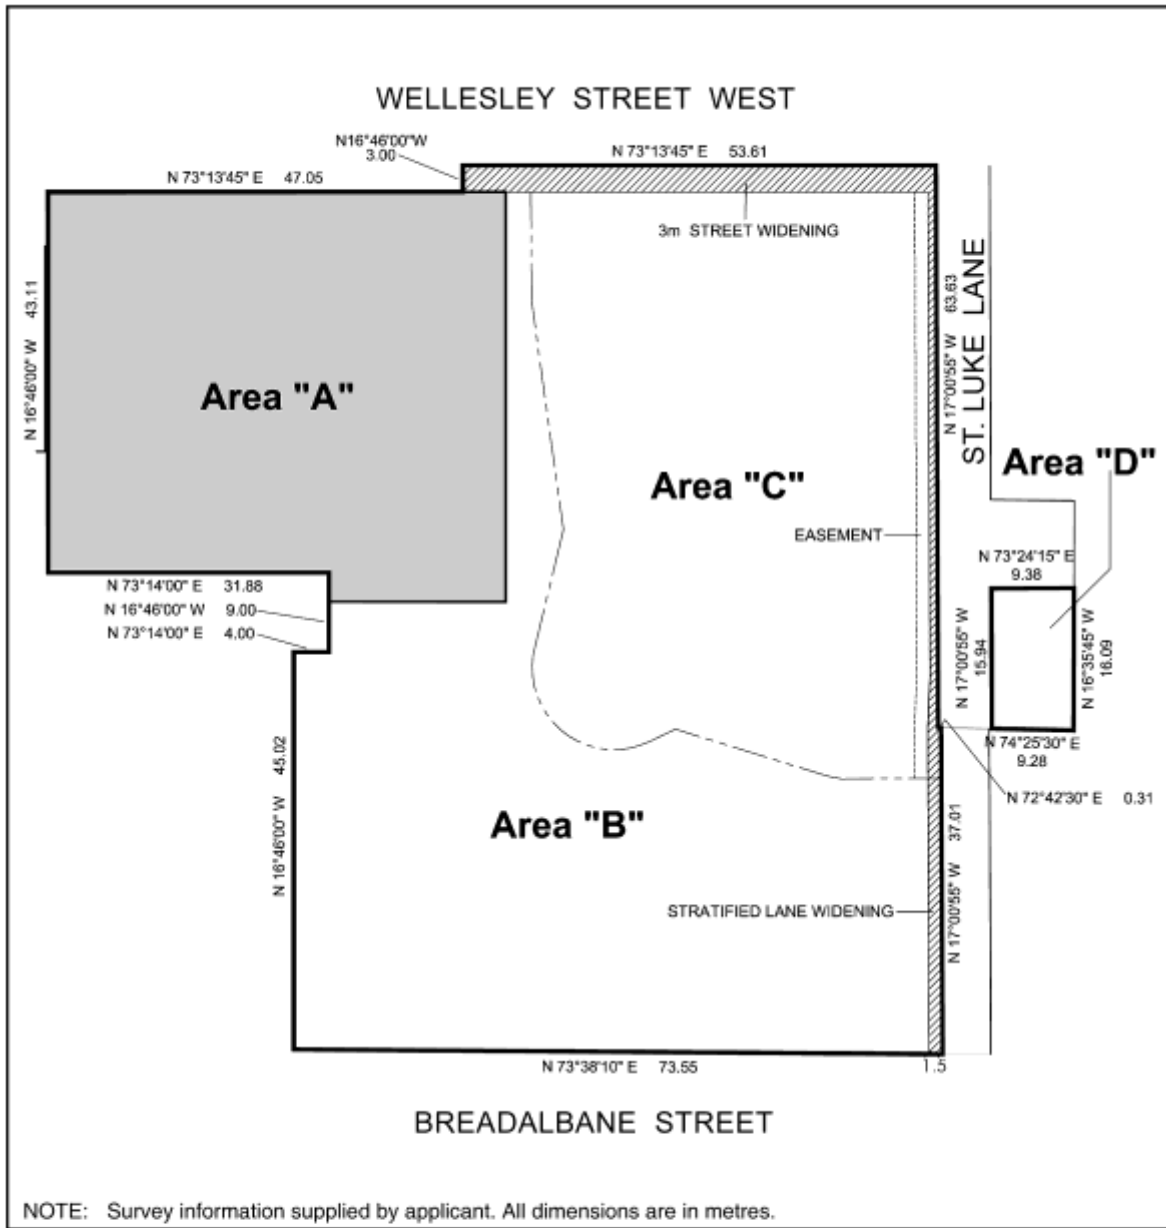 WELLESLEY STREET WEST
N16°46'00"W
3.00
N 73°13'45" E 53.61
N 73°13'45" E 47.05
3m STREET WIDENING
N 16°46'00" W 43.11
N 17°00'55" W 63.63
ST. LUKE LANE
Area "A"
Area "C"
Area "D"
EASEMENT
N 73°24'15" E
9.38
N 73°14'00" E 31.88
N 16°46'00" W 9.00
N 73°14'00" E 4.00
N 17°00'55" W
15.94
N 16°35'45" W
16.09
N 74°25'30" E
9.28
N 72°42'30" E 0.31
N 16°46'00" W 45.02
Area "B"
N 17°00'55" W 37.01
STRATIFIED LANE WIDENING
N 73°38'10" E 73.55
1.5
BREADALBANE STREET
NOTE: Survey information supplied by applicant. All dimensions are in metres.